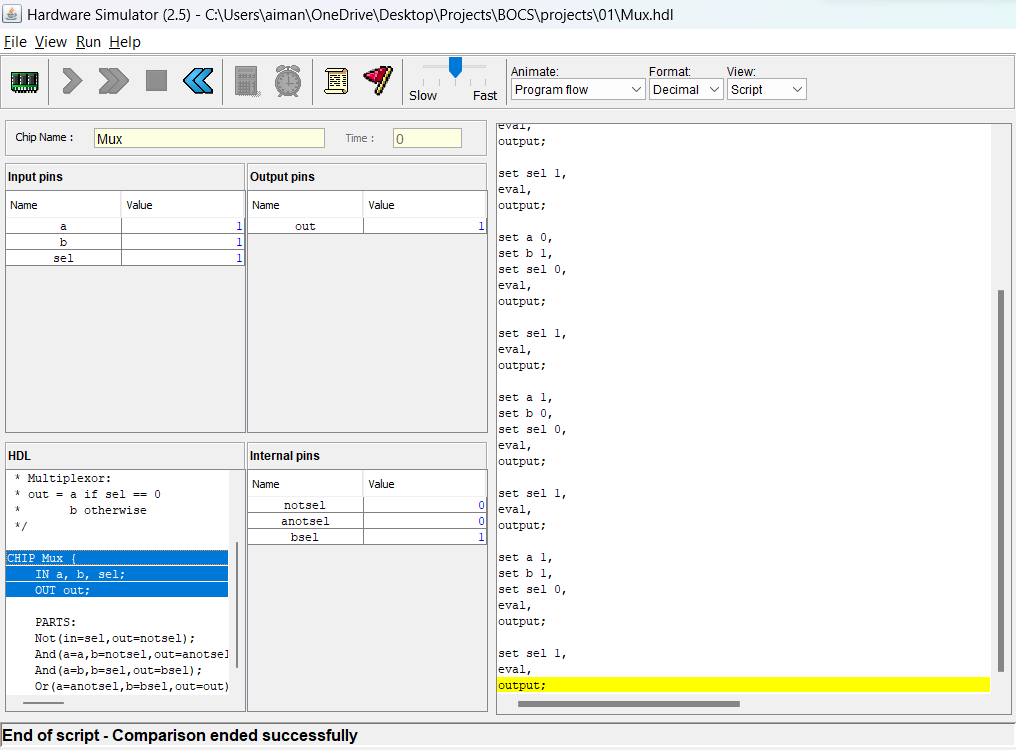 Hardware Simulator (2.5) - C:\Users\aiman\OneDrive\Desktop\Projects\BOCS\projects\01\Mux.hdl
File View Run Help
Slow Fast
Animate: Format: View:
Program flow Decimal Script
Chip Name : Mux Time : 0
Input pins
Name Value
a 1
b 1
sel 1
Output pins
Name Value
out 1
HDL
* Multiplexor:
* out = a if sel == 0
*       b otherwise
*/
CHIP Mux {
IN a, b, sel;
OUT out;
PARTS:
Not(in=sel,out=notsel);
And(a=a,b=notsel,out=anotsel
And(a=b,b=sel,out=bsel);
Or(a=anotsel,b=bsel,out=out)
Internal pins
Name Value
notsel 0
anotsel 0
bsel 1
eval,
output;
set sel 1,
eval,
output;
set a 0,
set b 1,
set sel 0,
eval,
output;
set sel 1,
eval,
output;
set a 1,
set b 0,
set sel 0,
eval,
output;
set sel 1,
eval,
output;
set a 1,
set b 1,
set sel 0,
eval,
output;
set sel 1,
eval,
output;
End of script - Comparison ended successfully